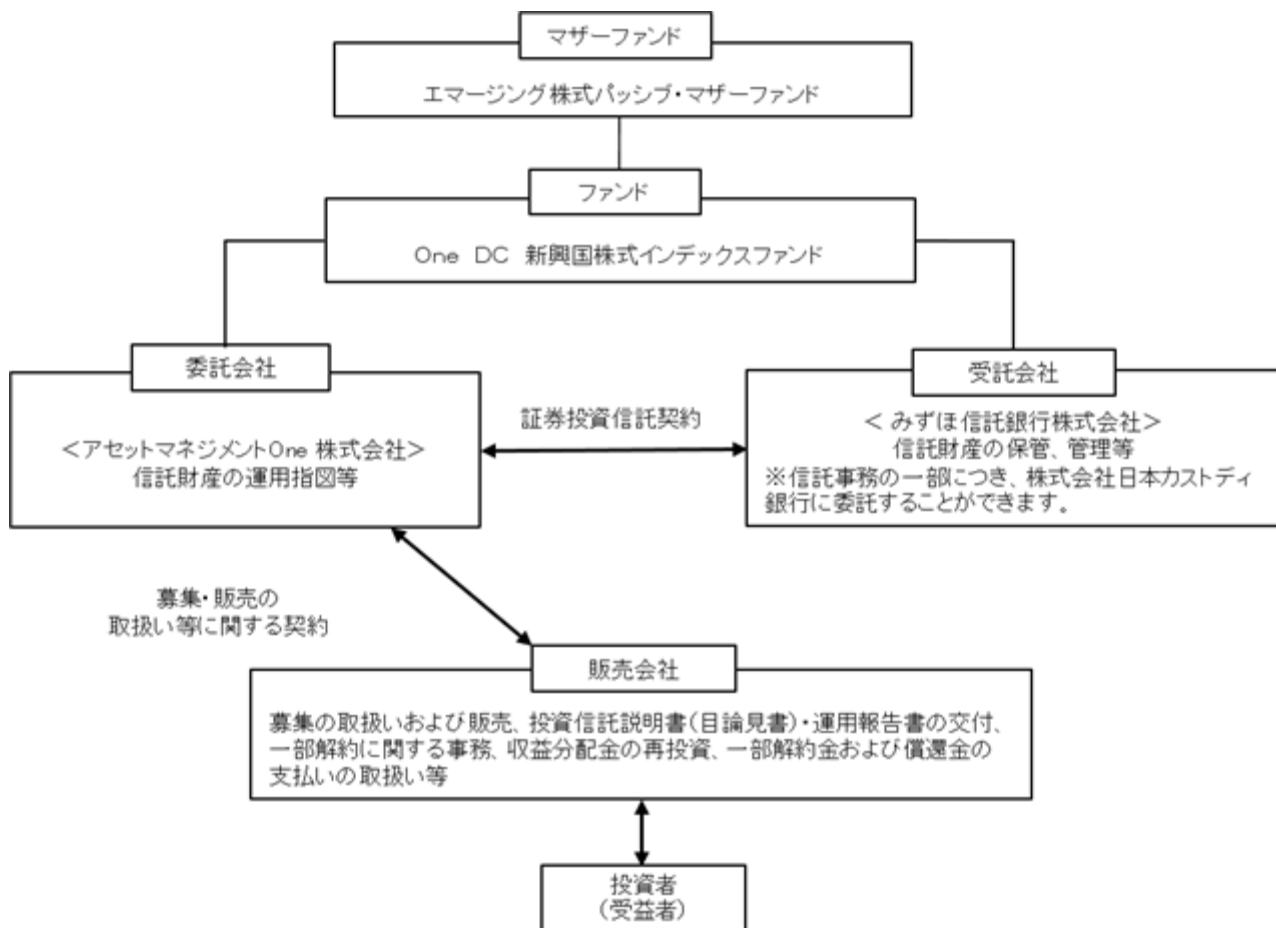 マザーファンド
エマージング株式パッシブ・マザーファンド
ファンド
One DC 新興国株式インデックスファンド
委託会社
＜アセットマネジメントOne 株式会社＞
信託財産の運用指図等
証券投資信託契約
受託会社
＜みずほ信託銀行株式会社＞
信託財産の保管、管理等
※信託事務の一部につき、株式会社日本カストディ
銀行に委託することができます。
募集・販売の
取扱い等に関する契約
販売会社
募集の取扱いおよび販売、投資信託説明書（目論見書）・運用報告書の交付、
一部解約に関する事務、収益分配金の再投資、一部解約金および償還金の
支払いの取扱い等
投資者
（受益者）